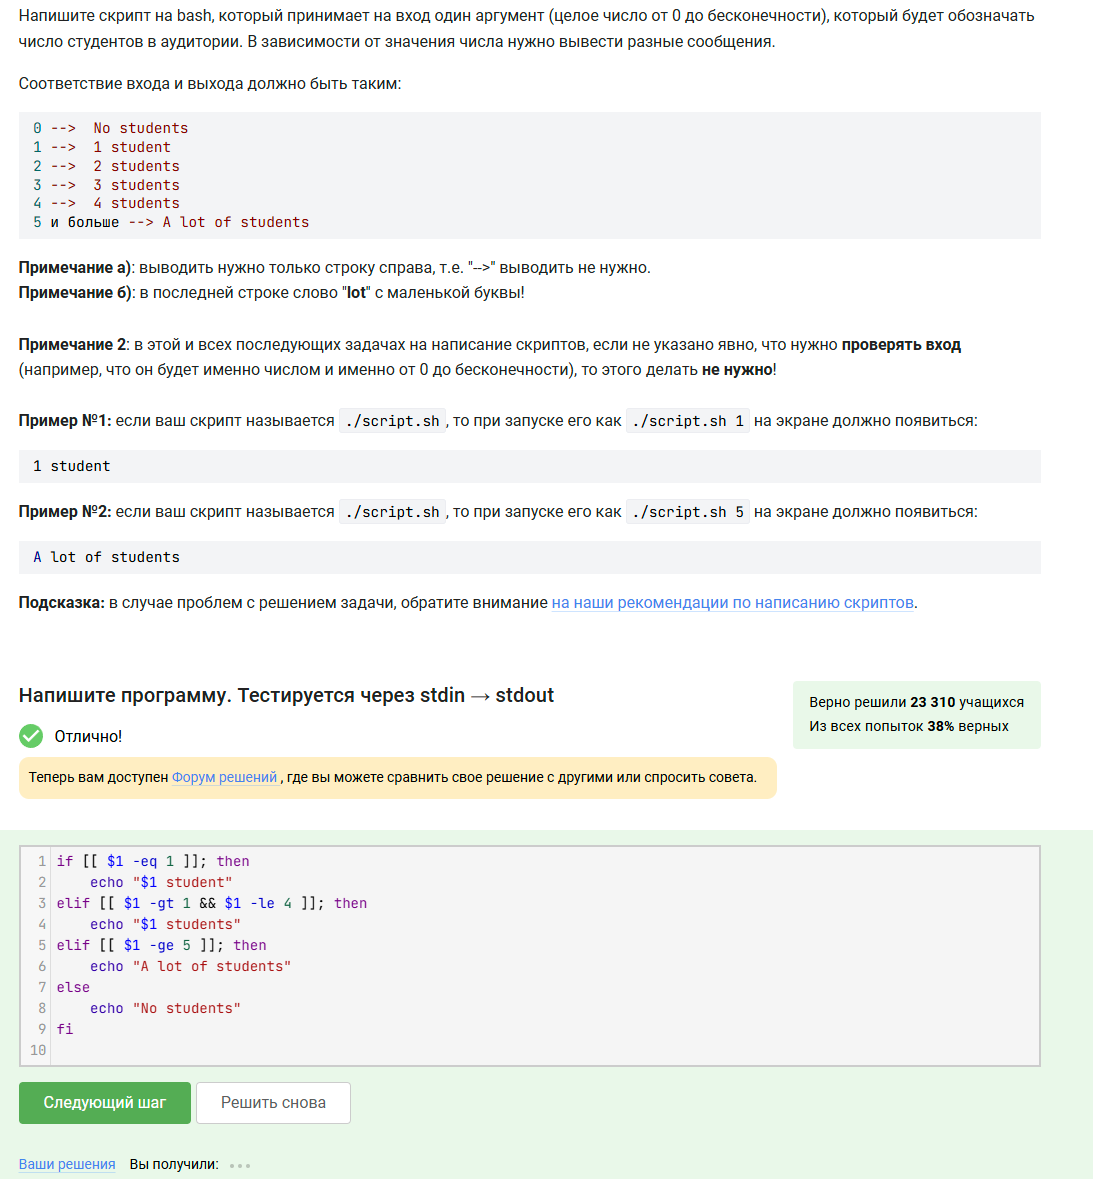 Напишите скрипт на bash, который принимает на вход один аргумент (целое число от 0 до бесконечности), который будет обозначать
число студентов в аудитории. В зависимости от значения числа нужно вывести разные сообщения.
Соответствие входа и выхода должно быть таким:
0 -->  No students
1 -->  1 student
2 -->  2 students
3 -->  3 students
4 -->  4 students
5 и больше --> A lot of students
Примечание а): выводить нужно только строку справа, т.е. "-->" выводить не нужно.
Примечание б): в последней строке слово "lot" с маленькой буквы!
Примечание 2: в этой и всех последующих задачах на написание скриптов, если не указано явно, что нужно проверять вход
(например, что он будет именно числом и именно от 0 до бесконечности), то этого делать не нужно!
Пример №1: если ваш скрипт называется ./script.sh , то при запуске его как ./script.sh 1 на экране должно появиться:
1 student
Пример №2: если ваш скрипт называется ./script.sh , то при запуске его как ./script.sh 5 на экране должно появиться:
A lot of students
Подсказка: в случае проблем с решением задачи, обратите внимание на наши рекомендации по написанию скриптов.
Напишите программу. Тестируется через stdin → stdout
Верно решили 23 310 учащихся
Из всех попыток 38% верных
Отлично!
Теперь вам доступен Форум решений , где вы можете сравнить свое решение с другими или спросить совета.
1 if [[ $1 -eq 1 ]]; then
2     echo "$1 student"
3 elif [[ $1 -gt 1 && $1 -le 4 ]]; then
4     echo "$1 students"
5 elif [[ $1 -ge 5 ]]; then
6     echo "A lot of students"
7 else
8     echo "No students"
9 fi
10
Следующий шаг Решить снова
Ваши решения Вы получили: